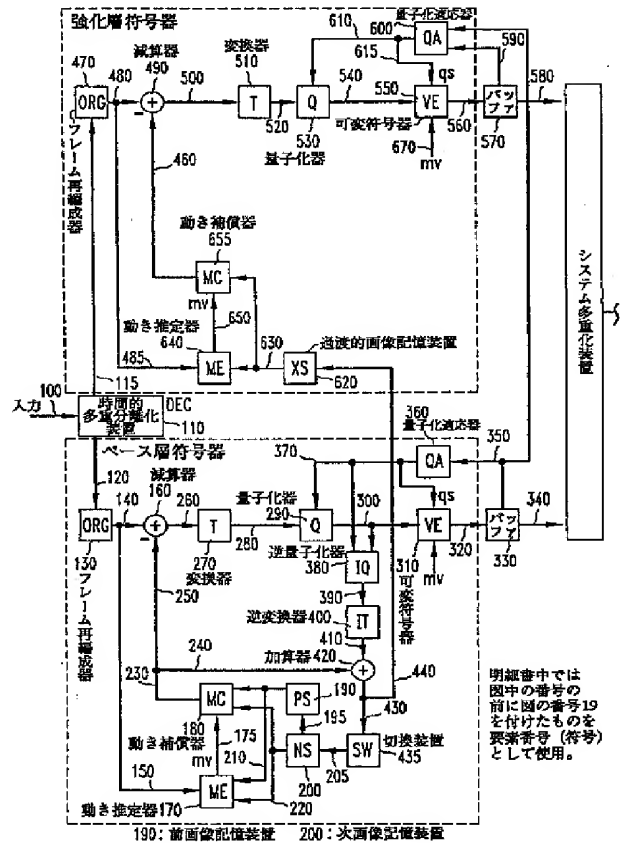 強化層符号器
470
ORG
480
減算器
490
500
変換器
510
T
520
610
量子化適応器
600
QA
615
590
qs
540
Q
530
量子化器
550
VE
560
可変符号器
670
mv
バッファ
570
580
フレーム再編成器
460
動き補償器
655
MC
mv
650
動き推定器
640
ME
630
過渡的画像記憶装置
XS
620
485
115
システム多重化装置
入力
100
時間的多重分離化装置
DEC
110
ベース層符号器
120
減算器
160
140
260
ORG
130
フレーム再編成器
T
270
変換器
280
量子化器
290
Q
300
370
360
量子化適応器
QA
350
qs
VE
310
320
mv
可変符号器
バッファ
330
340
逆量子化器
380
IQ
390
逆変換器400
IT
410
加算器
420
250
240
230
440
430
MC
180
PS
190
195
動き補償器
175
mv
210
NS
200
205
SW
切換装置
435
150
ME
動き推定器170
220
明細書中では
図中の番号の
前に図の番号19
を付けたものを
要素番号(符号)
として使用。
190:前画像記憶装置 200:次画像記憶装置